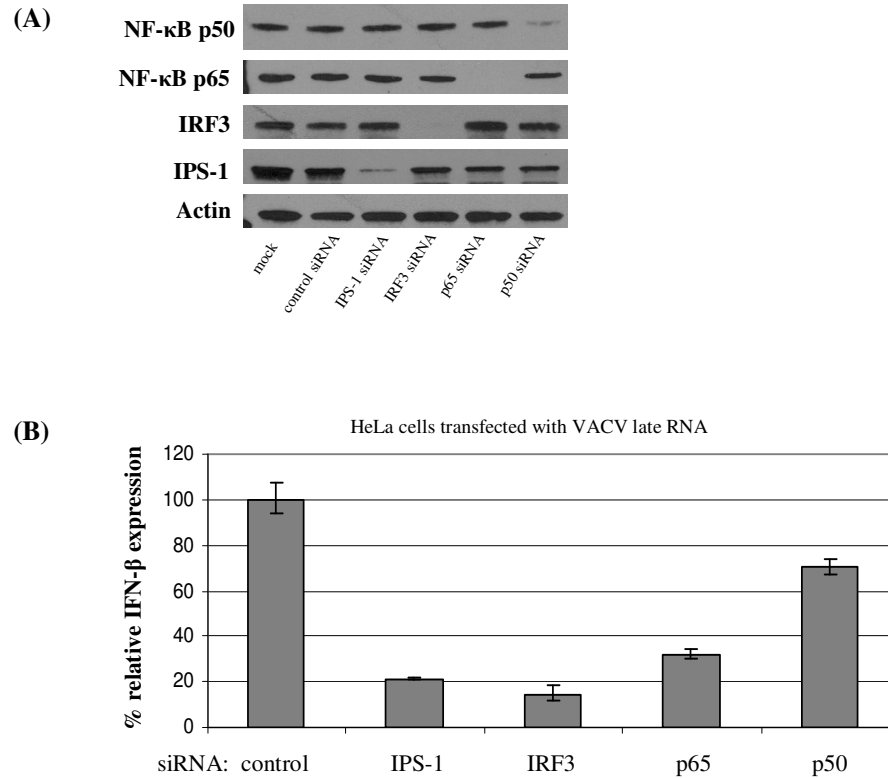 (A)
NF-κB p50
NF-κB p65
IRF3
IPS-1
Actin
mock
control siRNA
IPS-1 siRNA
IRF3 siRNA
p65 siRNA
p50 siRNA
(B)
HeLa cells transfected with VACV late RNA
% relative IFN-β expression
120
100
80
60
40
20
0
siRNA: control IPS-1 IRF3 p65 p50